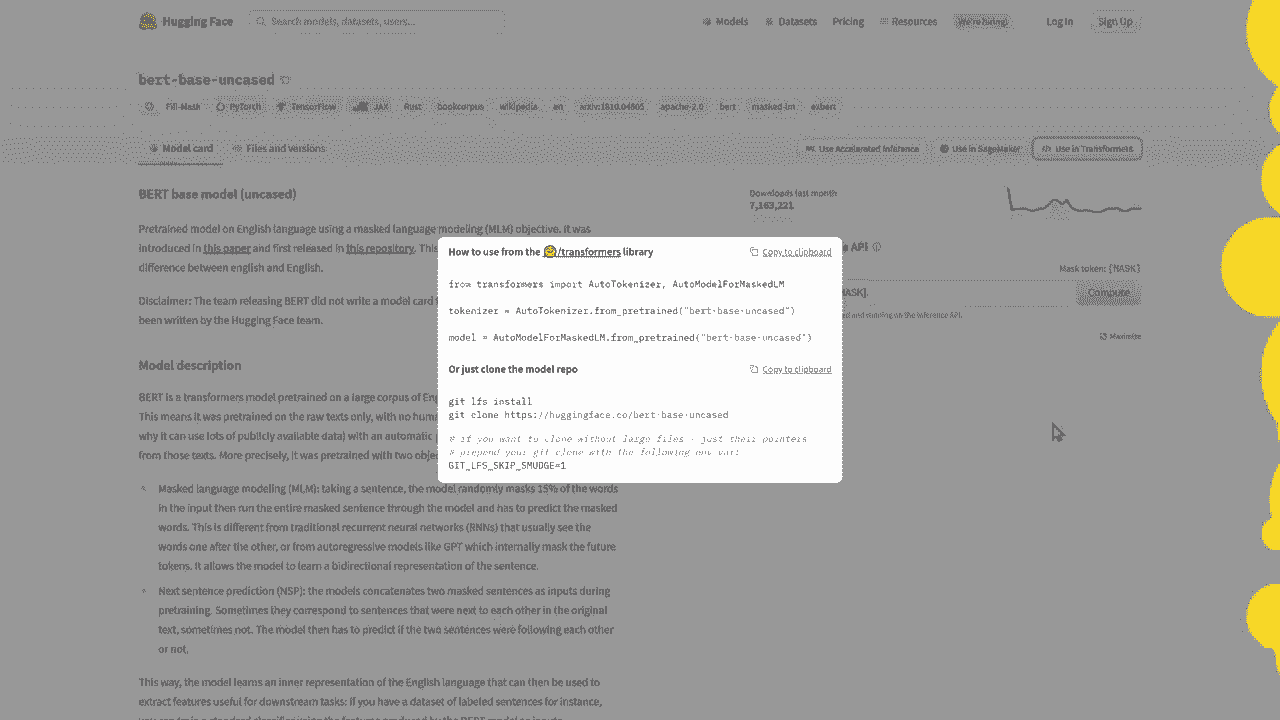 Hugging Face
Search models, datasets, users...
Models
Datasets
Pricing
Resources
We're hiring!
Log In
Sign Up
bert-base-uncased
Fill-Mask
PyTorch
TensorFlow
JAX
Rust
bookcorpus
wikipedia
en
arxiv:1810.04805
apache-2.0
bert
masked-lm
exbert
Model card
Files and versions
Use Accelerated Inference
Use in SageMaker
Use in Transformers
BERT base model (uncased)
Pretrained model on English language using a masked language modeling (MLM) objective. It was
introduced in this paper and first released in this repository. This
difference between english and English.
Disclaimer: The team releasing BERT did not write a model card
been written by the Hugging Face team.
Model description
BERT is a transformers model pretrained on a large corpus of
This means it was pretrained on the raw texts only, with no
why it can use lots of publicly available data) with an automatic
from those texts. More precisely, it was pretrained with two
Masked language modeling (MLM): taking a sentence, the model randomly masks 15% of the words
in the input then run the entire masked sentence through the model and has to predict the masked
words. This is different from traditional recurrent neural networks (RNNs) that usually see the
words one after the other, or from autoregressive models like GPT which internally mask the future
tokens. It allows the model to learn a bidirectional representation of the sentence.
Next sentence prediction (NSP): the models concatenates two masked sentences as inputs during
pretraining. Sometimes they correspond to sentences that were next to each other in the original
text, sometimes not. The model then has to predict if the two sentences were following each other
or not.
This way, the model learns an inner representation of the English language that can then be used to
extract features useful for downstream tasks: if you have a dataset of labeled sentences for instance,
Downloads last month
7,163,221
API
Mask token: [MASK]
[MASK].
Compute
and running on the Inference API.
Maximize
How to use from the /transformers library
Copy to clipboard
from transformers import AutoTokenizer, AutoModelForMaskedLM
tokenizer = AutoTokenizer.from_pretrained("bert-base-uncased")
model = AutoModelForMaskedLM.from_pretrained("bert-base-uncased")
Or just clone the model repo
Copy to clipboard
git lfs install
git clone https://huggingface.co/bert-base-uncased
# if you want to clone without large files - just their pointers
# prepend your git clone with the following env var:
GIT_LFS_SKIP_SMUDGE=1